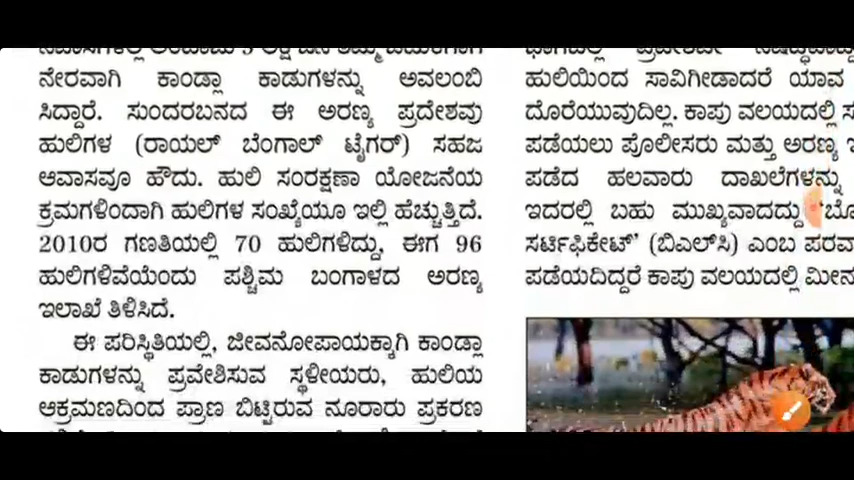 ನೇರವಾಗಿ ಕಾಂಡ್ಲಾ ಕಾಡುಗಳನ್ನು ಅವಲಂಬಿ
ಸಿದ್ದಾರೆ. ಸುಂದರಬನದ ಈ ಅರಣ್ಯ ಪ್ರದೇಶವು
ಹುಲಿಗಳ (ರಾಯಲ್ ಬೆಂಗಾಲ್ ಟೈಗರ್) ಸಹಜ
ಆವಾಸವೂ ಹೌದು. ಹುಲಿ ಸಂರಕ್ಷಣಾ ಯೋಜನೆಯ
ಕ್ರಮಗಳಿಂದಾಗಿ ಹುಲಿಗಳ ಸಂಖ್ಯೆಯೂ ಇಲ್ಲಿ ಹೆಚ್ಚುತ್ತಿದೆ.
2010ರ ಗಣತಿಯಲ್ಲಿ 70 ಹುಲಿಗಳಿದ್ದು, ಈಗ 96
ಹುಲಿಗಳಿವೆಯೆಂದು ಪಶ್ಚಿಮ ಬಂಗಾಳದ ಅರಣ್ಯ
ಇಲಾಖೆ ತಿಳಿಸಿದೆ.
ಈ ಪರಿಸ್ಥಿತಿಯಲ್ಲಿ, ಜೀವನೋಪಾಯಕ್ಕಾಗಿ ಕಾಂಡ್ಲಾ
ಕಾಡುಗಳನ್ನು ಪ್ರವೇಶಿಸುವ ಸ್ಥಳೀಯರು, ಹುಲಿಯ
ಆಕ್ರಮಣದಿಂದ ಪ್ರಾಣ ಬಿಟ್ಟಿರುವ ನೂರಾರು ಪ್ರಕರಣ
ಹುಲಿಯಿಂದ ಸಾವಿಗೀಡಾದರೆ ಯಾವ
ದೊರೆಯುವುದಿಲ್ಲ. ಕಾಪು ವಲಯದಲ್ಲಿ
ಪಡೆಯಲು ಪೊಲೀಸರು ಮತ್ತು ಅರಣ್ಯ
ಪಡೆದ ಹಲವಾರು ದಾಖಲೆಗಳನ್ನು
ಇದರಲ್ಲಿ ಬಹು ಮುಖ್ಯವಾದದ್ದು 'ಬೊ
ಸರ್ಟಿಫಿಕೇಟ್' (ಬಿಎಲ್‌ಸಿ) ಎಂಬ ಪರವಾ
ಪಡೆಯದಿದ್ದರೆ ಕಾಪು ವಲಯದಲ್ಲಿ ಮೀನ